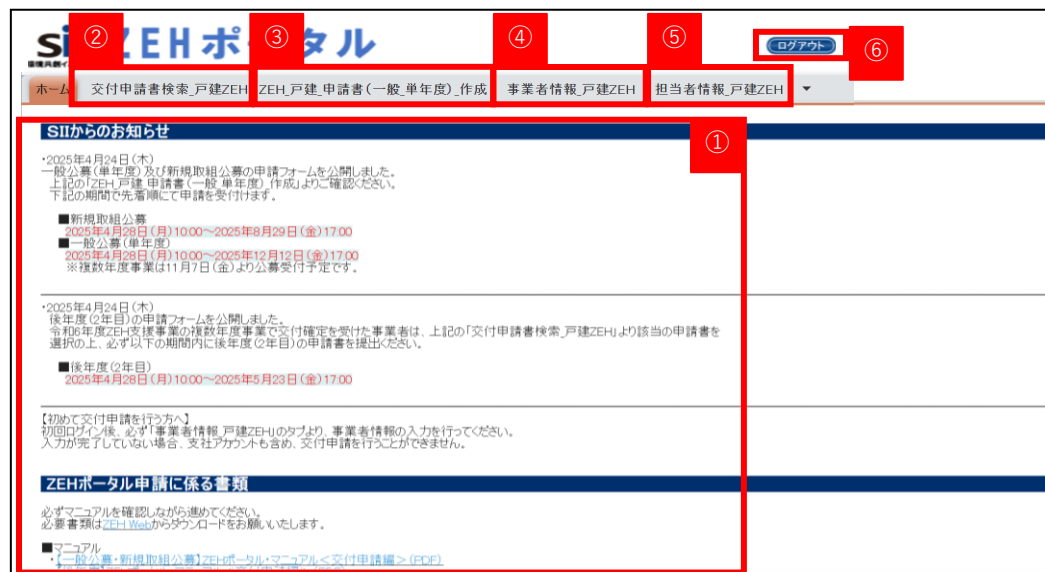 ② ③ ④ ⑤ ⑥
ZEHポ タル
ログアウト
ホーム 交付申請書検索_戸建ZEH ZEH_戸建_申請書(一般_単年度)_作成 事業者情報_戸建ZEH 担当者情報_戸建ZEH ▼
①
SIIからのお知らせ
・2025年4月24日(木)
一般公募(単年度)及び新規取組公募の申請フォームを公開しました。
上記の「ZEH_戸建_申請書(一般_単年度)_作成」よりご確認ください。
下記の期間で先着順にて申請を受付けます。
■新規取組公募
2025年4月28日(月)10:00～2025年8月29日(金)17:00
■一般公募(単年度)
2025年4月28日(月)10:00～2025年12月12日(金)17:00
※複数年度事業は11月7日(金)より公募受付予定です。
・2025年4月24日(木)
後年度(2年目)の申請フォームを公開しました。
令和6年度ZEH支援事業の複数年度事業で交付確定を受けた事業者は、上記の「交付申請書検索_戸建ZEH」より該当の申請書を
選択の上、必ず以下の期間内に後年度(2年目)の申請書を提出ください。
■後年度(2年目)
2025年4月28日(月)10:00～2025年5月23日(金)17:00
【初めて交付申請を行う方へ】
初回ログイン後、必ず「事業者情報_戸建ZEH」のタブより、事業者情報の入力を行ってください。
入力が完了していない場合、支社アカウントも含め、交付申請を行うことができません。
ZEHポータル申請に係る書類
必ずマニュアルを確認しながら進めてください。
必要書類はZEH Webからダウンロードをお願いいたします。
■マニュアル
・【一般公募・新規取組公募】ZEHポータル・マニュアル＜交付申請編＞(PDF)